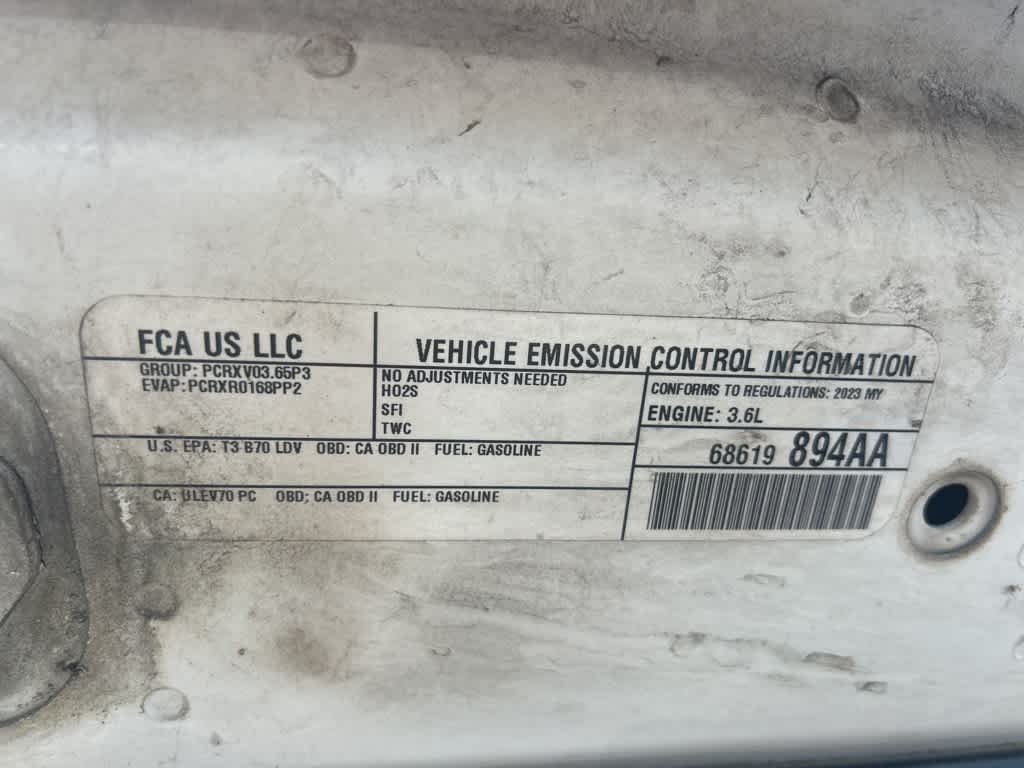 FCA US LLC
VEHICLE EMISSION CONTROL INFORMATION
GROUP: PCRXV03.65P3
EVAP: PCRXR0168PP2
NO ADJUSTMENTS NEEDED
HO2S
SFI
TWC
CONFORMS TO REGULATIONS: 2023 MY
ENGINE: 3.6L
68619 894AA
U.S. EPA: T3 B70 LDV OBD: CA OBD II FUEL: GASOLINE
CA: ULEV70 PC OBD; CA OBD II FUEL: GASOLINE